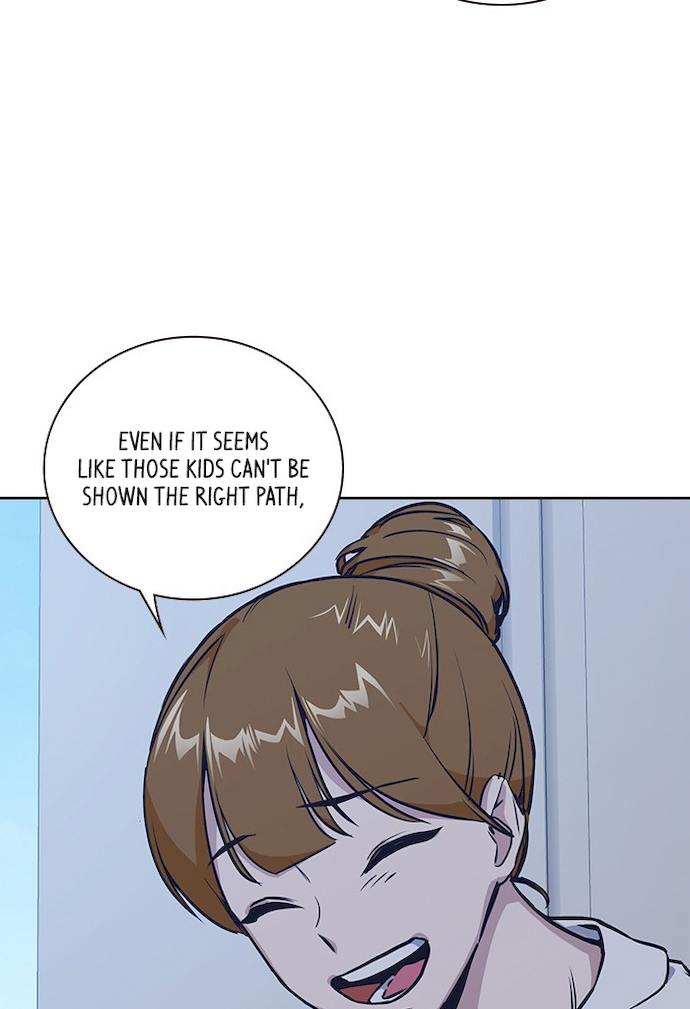 EVEN IF IT SEEMS
LIKE THOSE KIDS CAN'T BE
SHOWN THE RIGHT PATH,